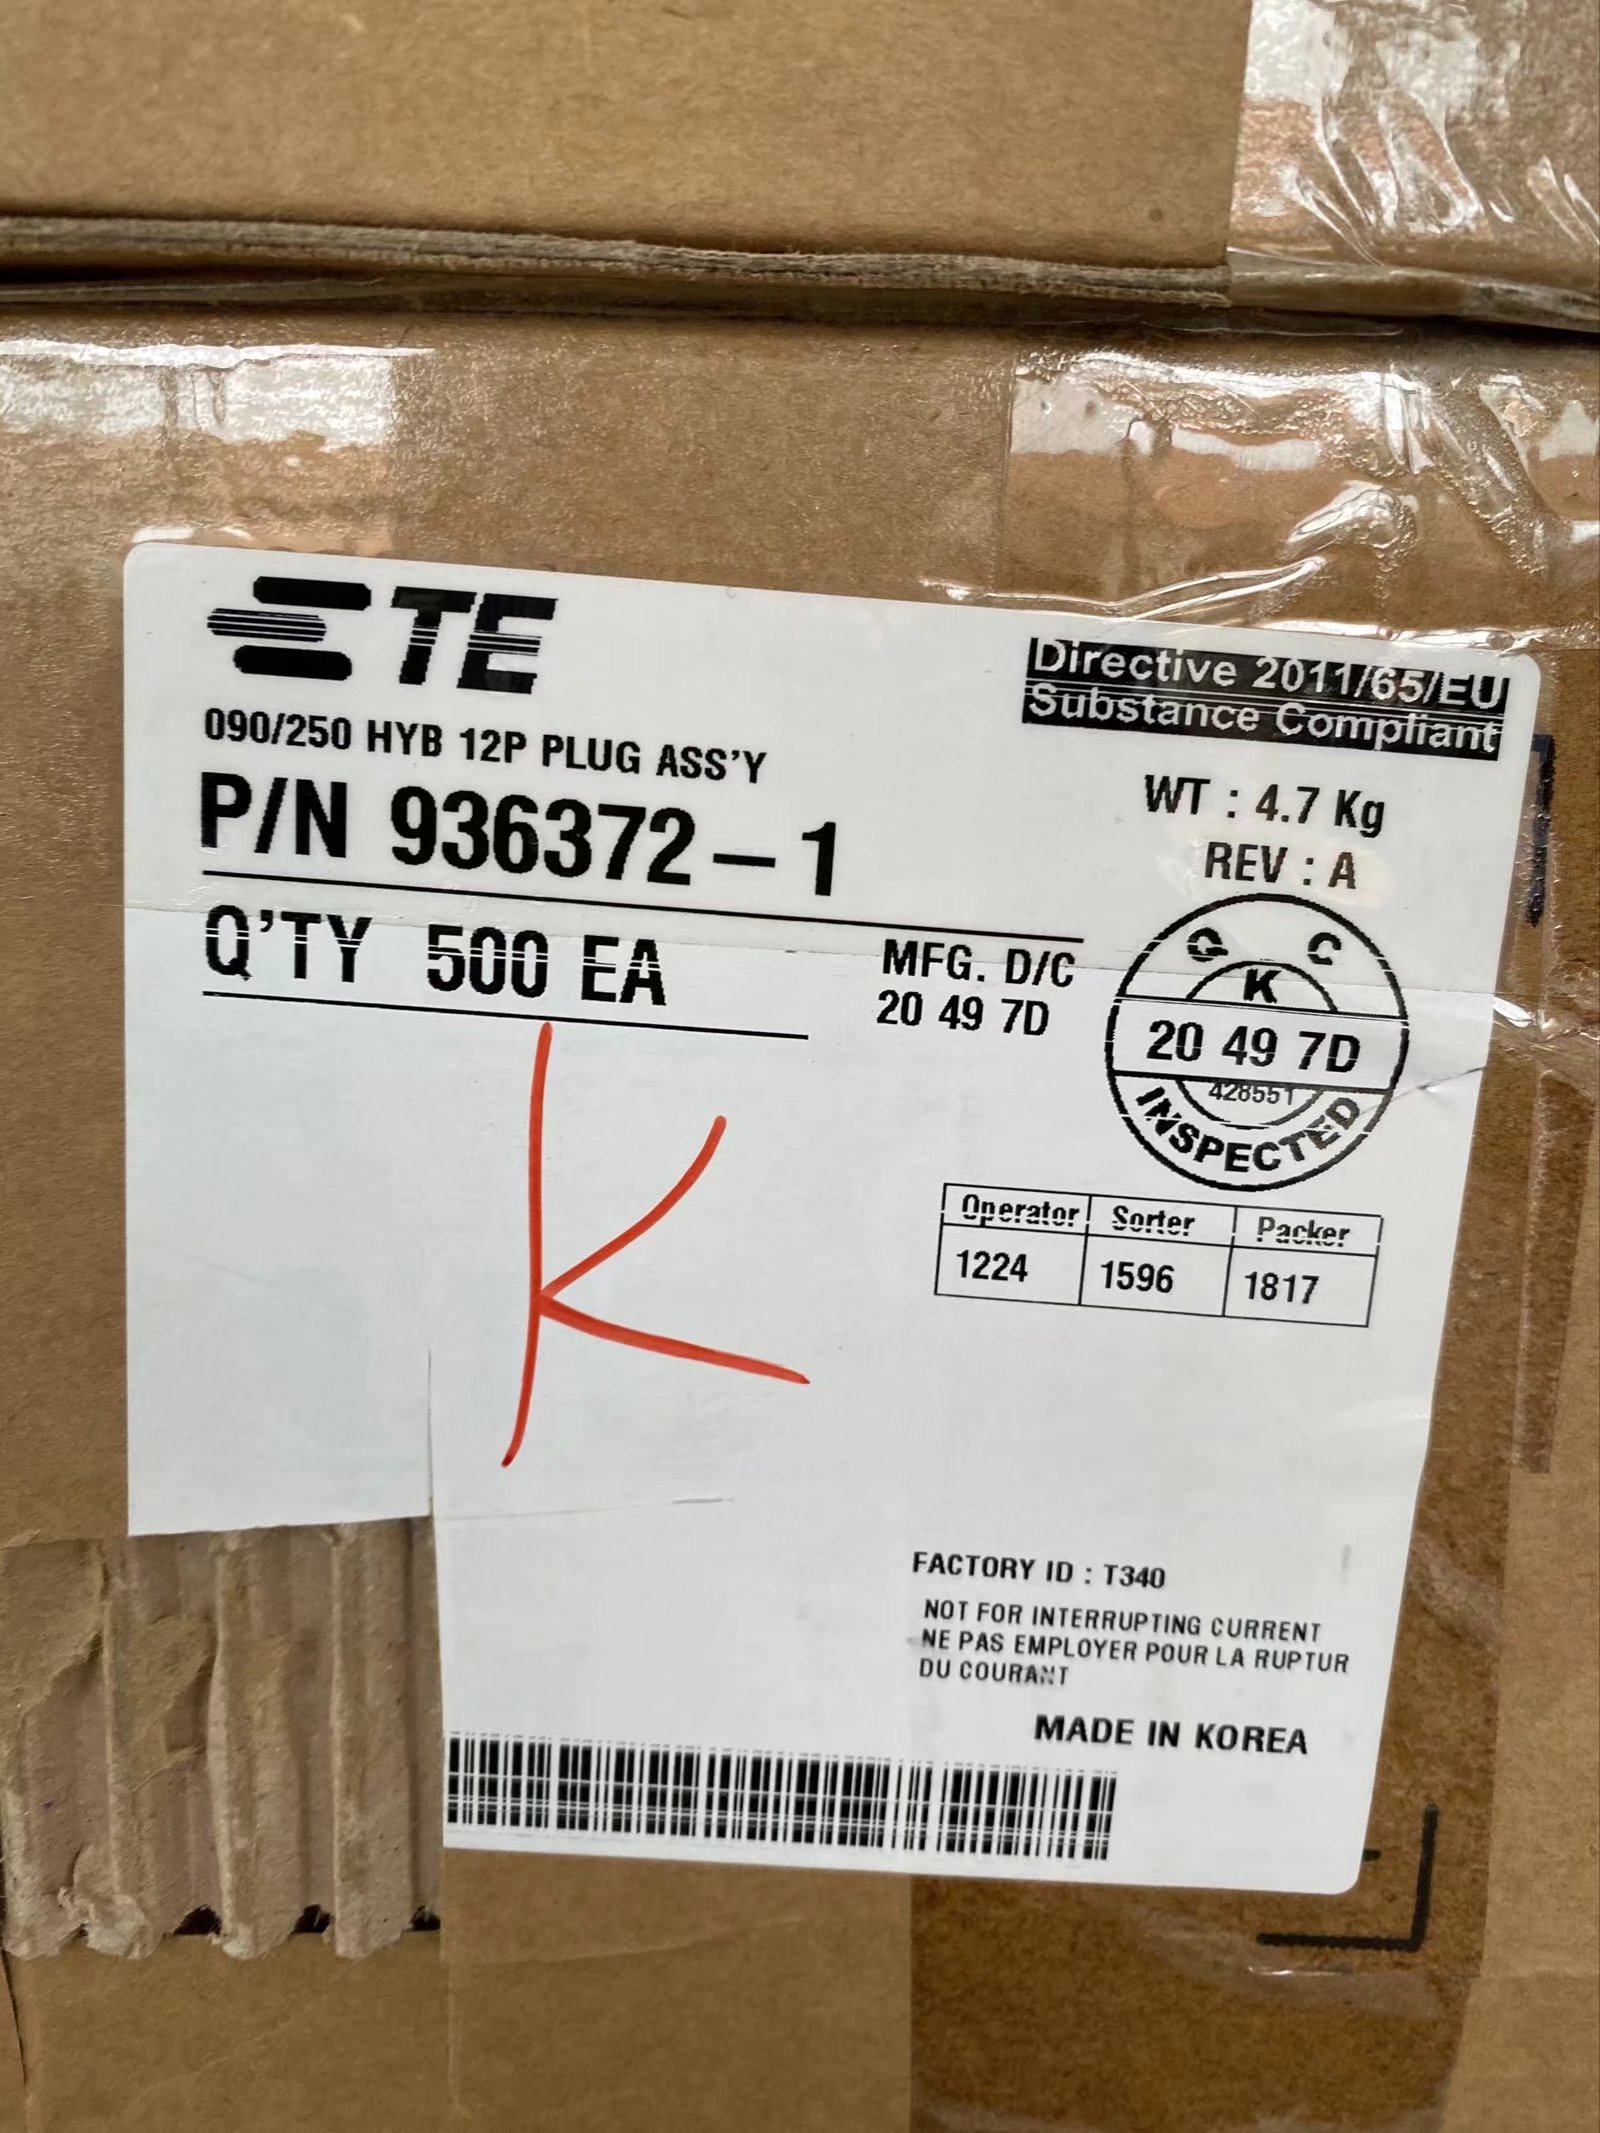 TE
Directive 2011/65/EU
Substance Compliant
090/250 HYB 12P PLUG ASS'Y
P/N 936372-1
WT : 4.7 Kg
REV : A
Q'TY 500 EA
MFG. D/C
20 49 7D
Q C
K
20 49 7D
428551
INSPECTED
K
Operator Sorter Packer
1224 1596 1817
FACTORY ID : T340
NOT FOR INTERRUPTING CURRENT
NE PAS EMPLOYER POUR LA RUPTUR
DU COURANT
MADE IN KOREA